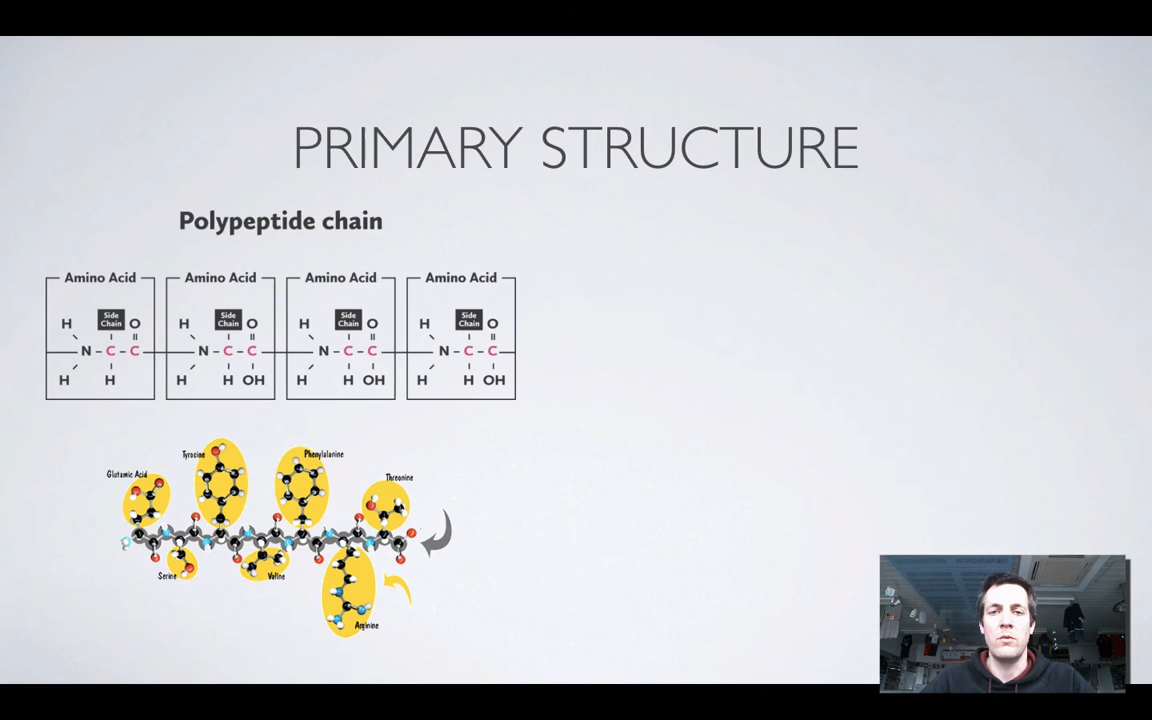 PRIMARY STRUCTURE
Polypeptide chain
Amino Acid Amino Acid Amino Acid Amino Acid
Side Chain Side Chain Side Chain Side Chain
H O H O H O H O
N - C - C N - C - C N - C - C N - C - C
H H H H OH H H OH H H OH
Tyrosine Phenylalanine
Glutamic Acid Threonine
Serine Valine
Arginine